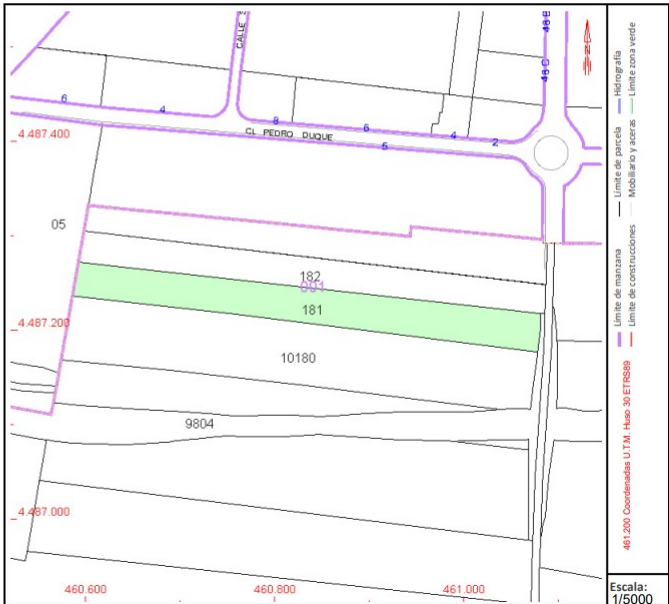 46E
CALLE S
46C
6
4
8
6
4
2
4.487.400
CL PEDRO DUQUE
5
05
182
001
181
4.487.200
10180
9804
4.487.000
460.600
460.800
461.000
461.200 Coordenadas U.T.M. Huso 30 ETRS89
Límite de manzana
Límite de parcela
Hidrografía
Límite de construcciones
Mobiliario y aceras
Límite zona verde
Escala:
1/5000